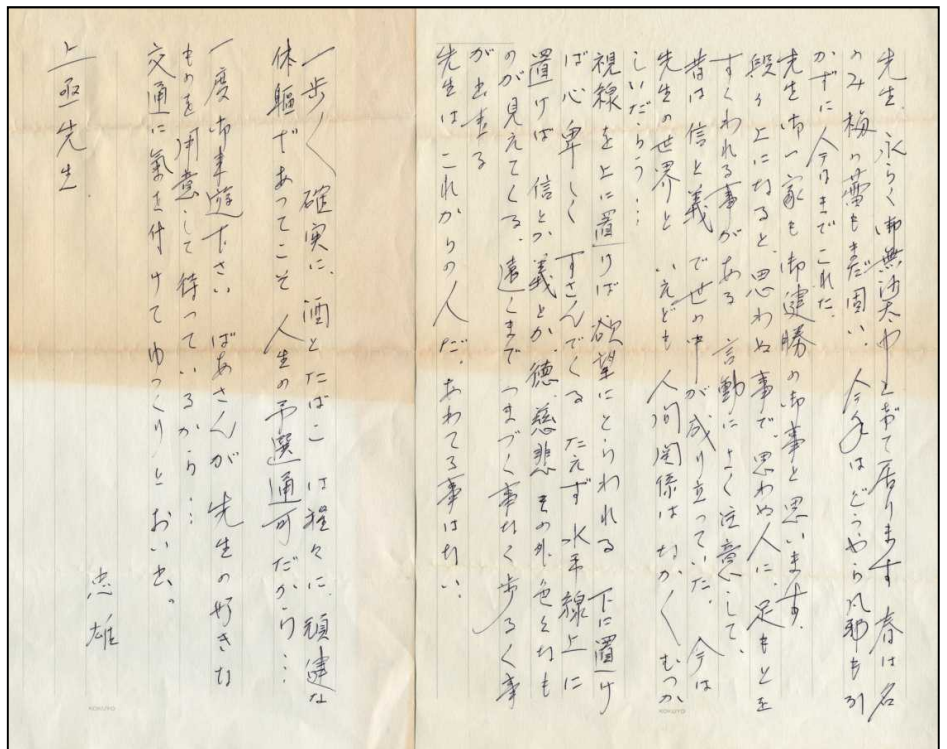 先生、永らく御無沙汰申し上げて居ります 春は名
のみ梅の蕾もまだ固い、今年はどうやら風邪も引
かずに今日までこれた、
先生御一家も御健勝の御事と思います。
段々上になると、思わぬ事で、思わぬ人に、足もとを
すくわれる事がある 言動によく注意して、
昔は信と義で世の中が成り立っていた、今は
先生の世界と いえども 人間関係は なかく むづか
しいだらう…
視線を上に置けば欲望にとらわれる 下に置け
ば心卑しく すさんでくる たえず水平線上に
置けば 信とか義とか、徳、慈悲その外色々なも
のが見えてくる、遠くまで つまづく事なく歩るく事
が出来る
先生は これからの人だ、あわてる事はない、
一歩く確実に、酒とたばこは程々に、頑健な
体軀であってこそ 人生の予選通可だから…
一度御来遊下さい ばあさんが 先生の好きな
ものを用意して待っているから…
交通に氣を付けてゆっくりとおい出。
忠雄
上亟先生
KOKUYO
KOKUYO